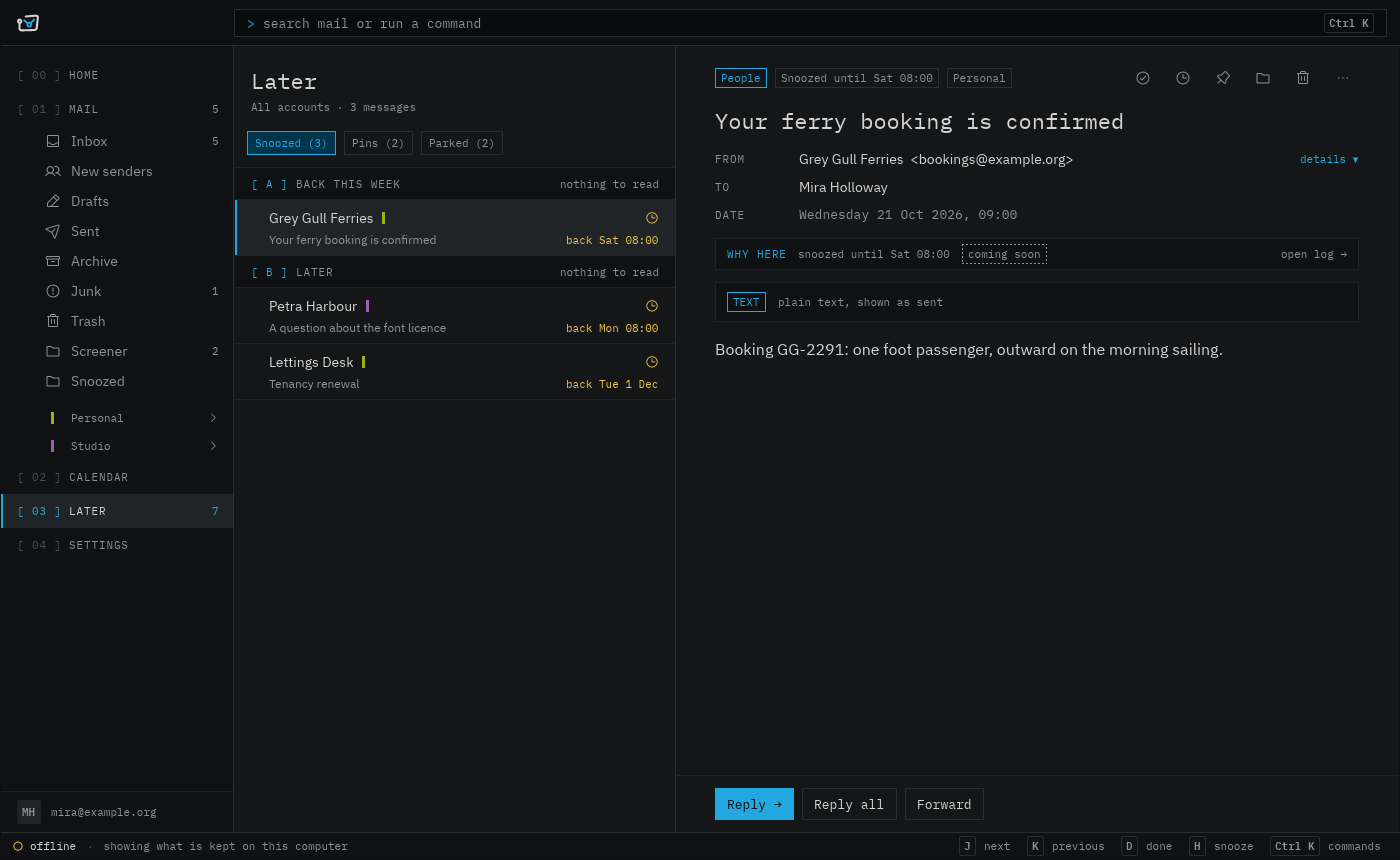 > search mail or run a command Ctrl K
[ 00 ] HOME
[ 01 ] MAIL 5
Inbox 5
New senders
Drafts
Sent
Archive
Junk 1
Trash
Screener 2
Snoozed
Personal
Studio
[ 02 ] CALENDAR
[ 03 ] LATER 7
[ 04 ] SETTINGS
MH mira@example.org
Later
All accounts · 3 messages
Snoozed (3) Pins (2) Parked (2)
[ A ] BACK THIS WEEK nothing to read
Grey Gull Ferries
Your ferry booking is confirmed back Sat 08:00
[ B ] LATER nothing to read
Petra Harbour
A question about the font licence back Mon 08:00
Lettings Desk
Tenancy renewal back Tue 1 Dec
People Snoozed until Sat 08:00 Personal ···
Your ferry booking is confirmed
FROM Grey Gull Ferries <bookings@example.org> details ▾
TO Mira Holloway
DATE Wednesday 21 Oct 2026, 09:00
WHY HERE snoozed until Sat 08:00 coming soon open log →
TEXT plain text, shown as sent
Booking GG-2291: one foot passenger, outward on the morning sailing.
Reply → Reply all Forward
offline · showing what is kept on this computer J next K previous D done H snooze Ctrl K commands